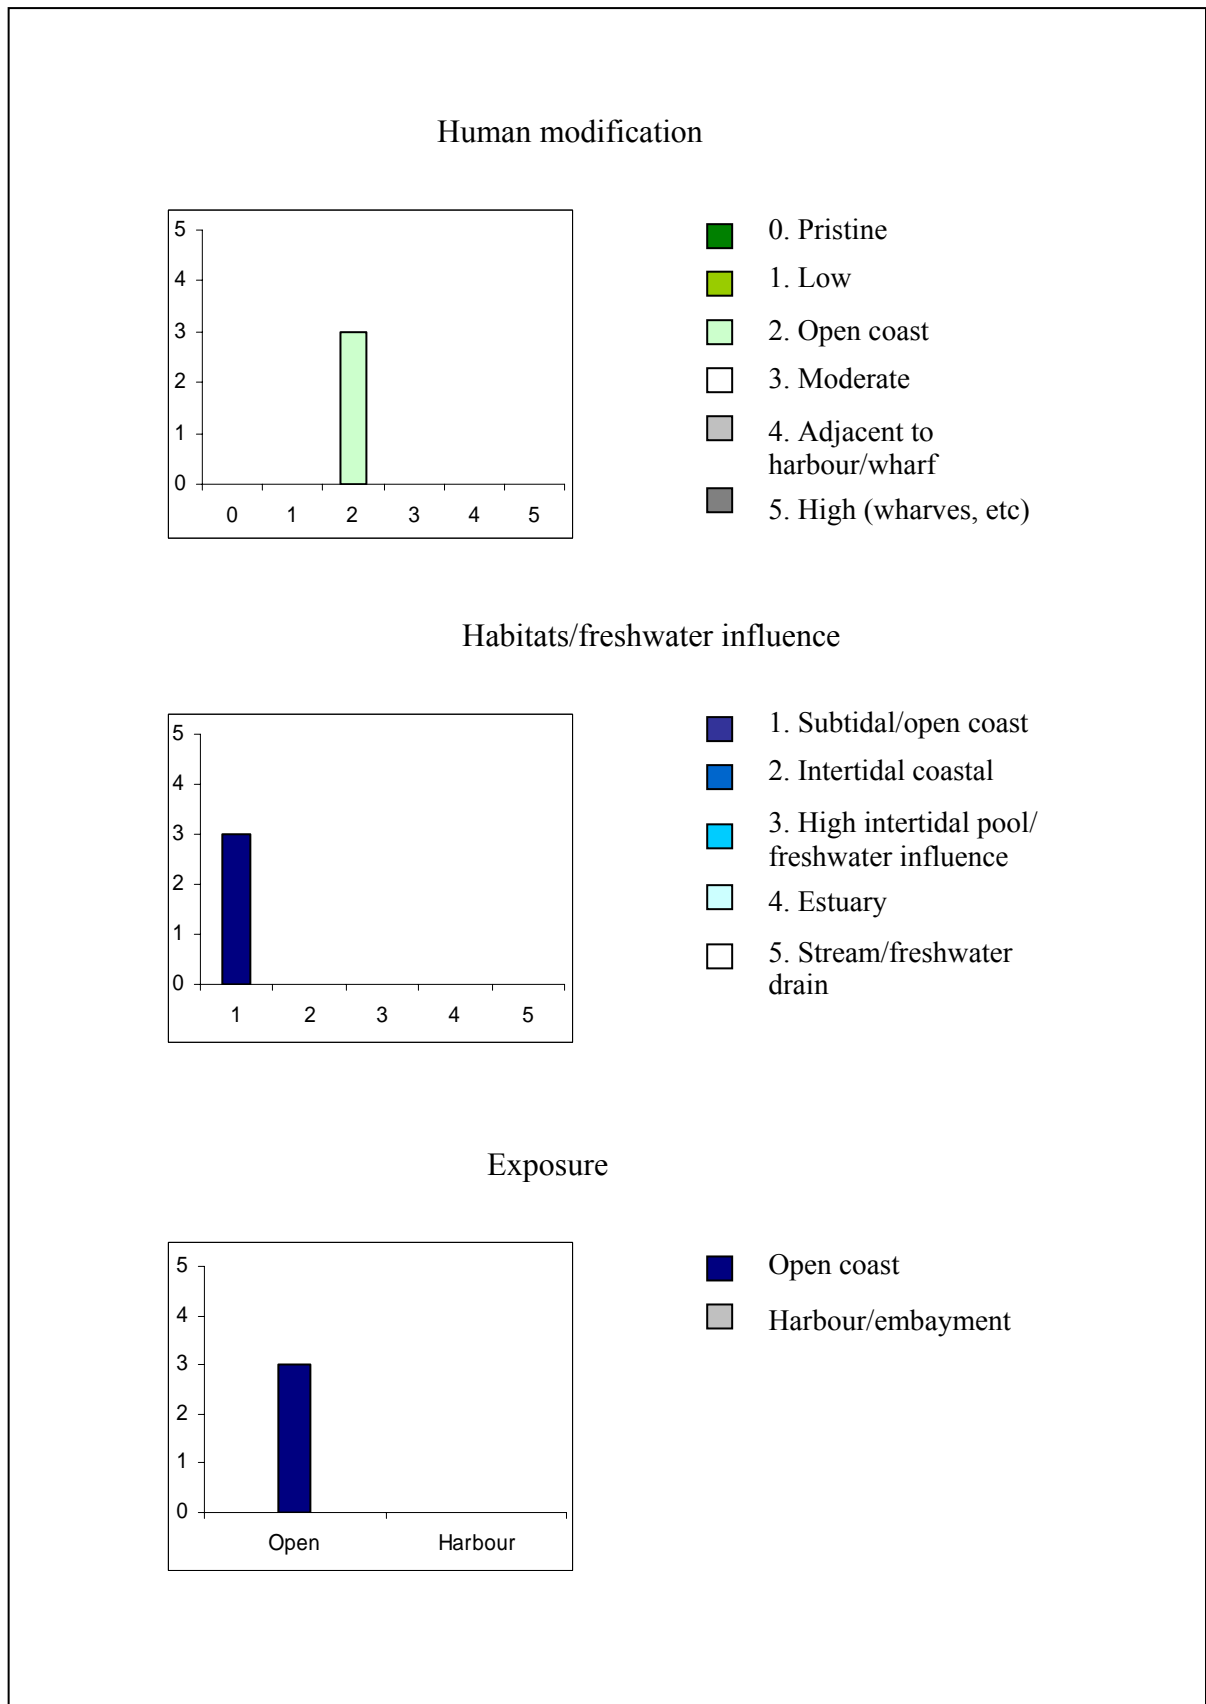 Human modification
5
4
3
2
1
0
0 1 2 3 4 5
0. Pristine
1. Low
2. Open coast
3. Moderate
4. Adjacent to
harbour/wharf
5. High (wharves, etc)
Habitats/freshwater influence
5
4
3
2
1
0
1 2 3 4 5
1. Subtidal/open coast
2. Intertidal coastal
3. High intertidal pool/
freshwater influence
4. Estuary
5. Stream/freshwater
drain
Exposure
5
4
3
2
1
0
Open Harbour
Open coast
Harbour/embayment